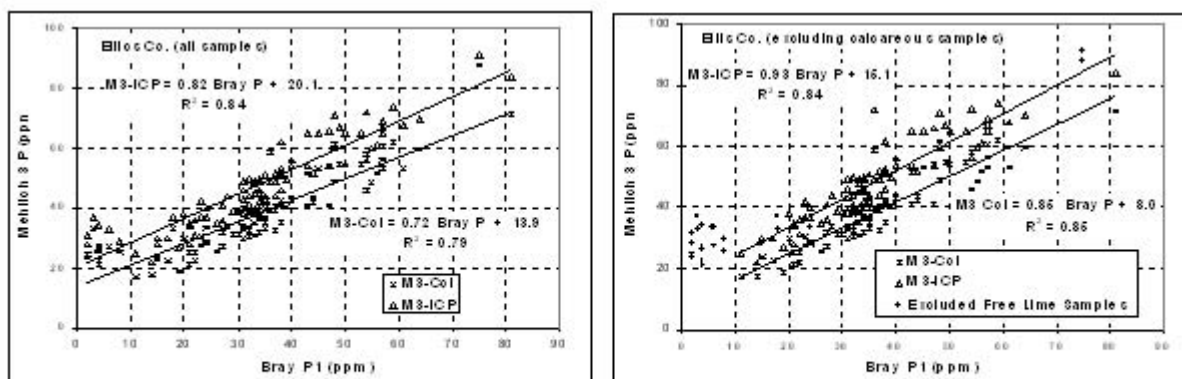 Ellos Co. (all samples)
M3-ICP = 0.82 Bray P + 20.1
R² = 0.84
M3-Col = 0.72 Bray P + 13.9
R² = 0.79
M3-Col
M3-ICP
Mehlich 3 P (ppn
100
80
60
40
20
0
0 10 20 30 40 50 60 70 80 90
Bray P1 (ppm)
Ellis Co. (excluding calcareous samples)
M3-ICP = 0.93 Bray P + 15.1
R² = 0.84
M3-Col = 0.85 Bray P + 8.0
R² = 0.85
M3-Col
M3-ICP
Excluded Free Lime Samples
Mehlich 3 P (ppm
100
80
60
40
20
0
0 10 20 30 40 50 60 70 80 90
Bray P1 (ppm)